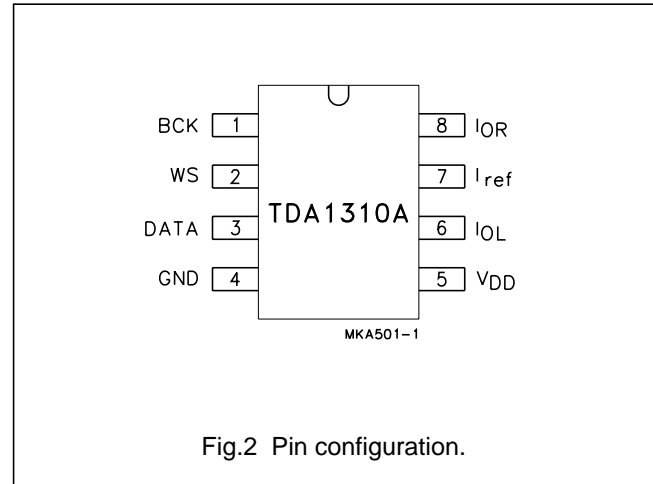 BCK 1 8 IOR
WS 2 7 Iref
TDA1310A
DATA 3 6 IOL
GND 4 5 VDD
MKA501-1
Fig.2 Pin configuration.